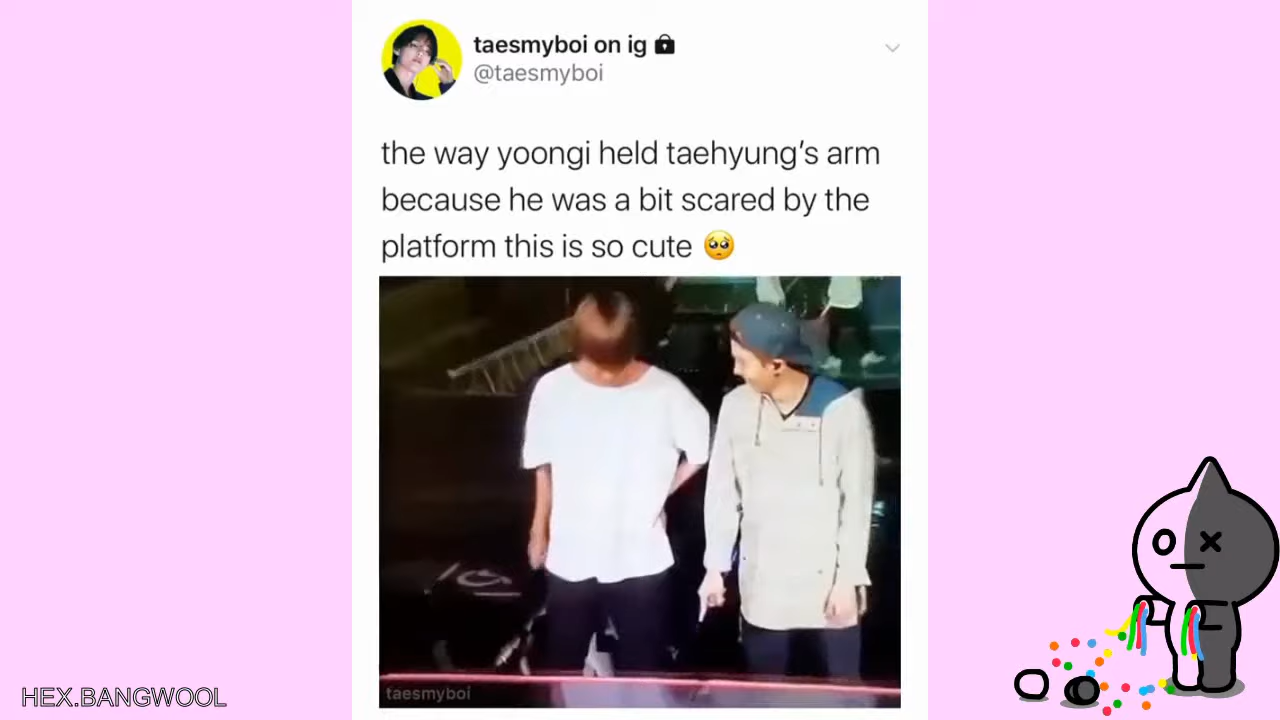 taesmyboi on ig 🔒
@taesmyboi
the way yoongi held taehyung’s arm
because he was a bit scared by the
platform this is so cute 🥺
taesmyboi
HEX.BANGWOOL